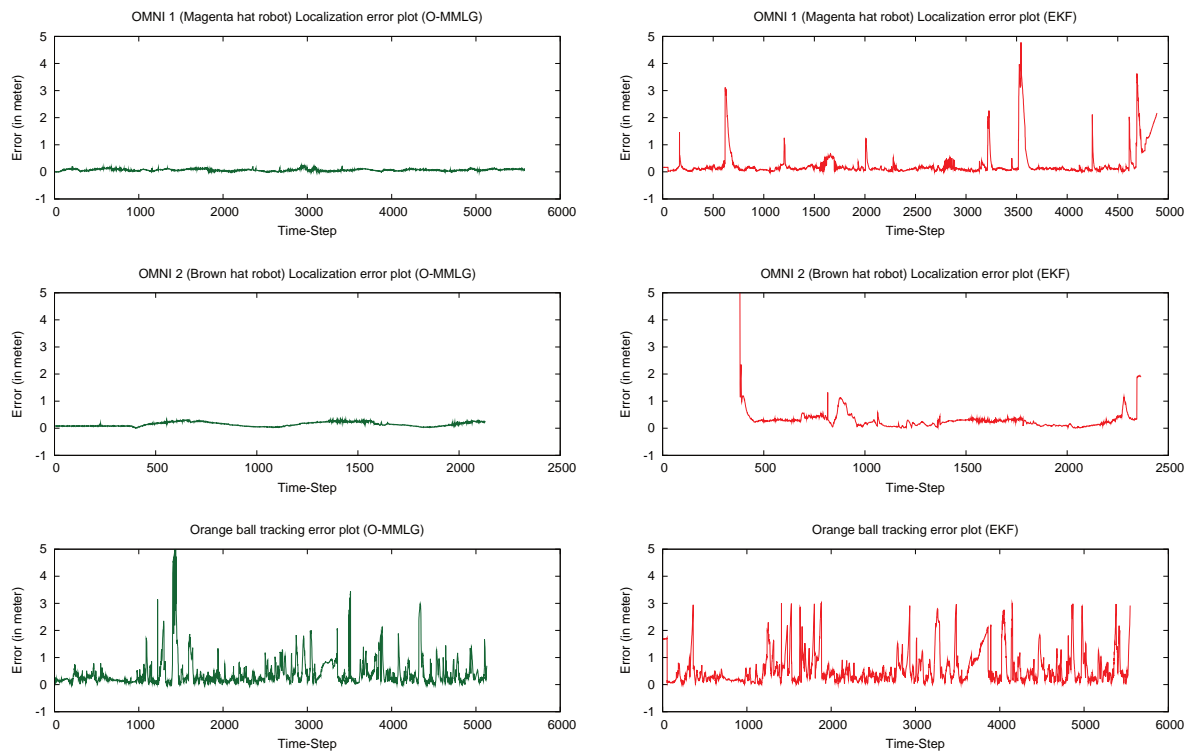 OMNI 1 (Magenta hat robot) Localization error plot (O-MMLG)
5
4
3
2
1
0
-1
Error (in meter)
0 1000 2000 3000 4000 5000 6000
Time-Step
OMNI 1 (Magenta hat robot) Localization error plot (EKF)
5
4
3
2
1
0
-1
Error (in meter)
0 500 1000 1500 2000 2500 3000 3500 4000 4500 5000
Time-Step
OMNI 2 (Brown hat robot) Localization error plot (O-MMLG)
5
4
3
2
1
0
-1
Error (in meter)
0 500 1000 1500 2000 2500
Time-Step
OMNI 2 (Brown hat robot) Localization error plot (EKF)
5
4
3
2
1
0
-1
Error (in meter)
0 500 1000 1500 2000 2500
Time-Step
Orange ball tracking error plot (O-MMLG)
5
4
3
2
1
0
-1
Error (in meter)
0 1000 2000 3000 4000 5000 6000
Time-Step
Orange ball tracking error plot (EKF)
5
4
3
2
1
0
-1
Error (in meter)
0 1000 2000 3000 4000 5000 6000
Time-Step